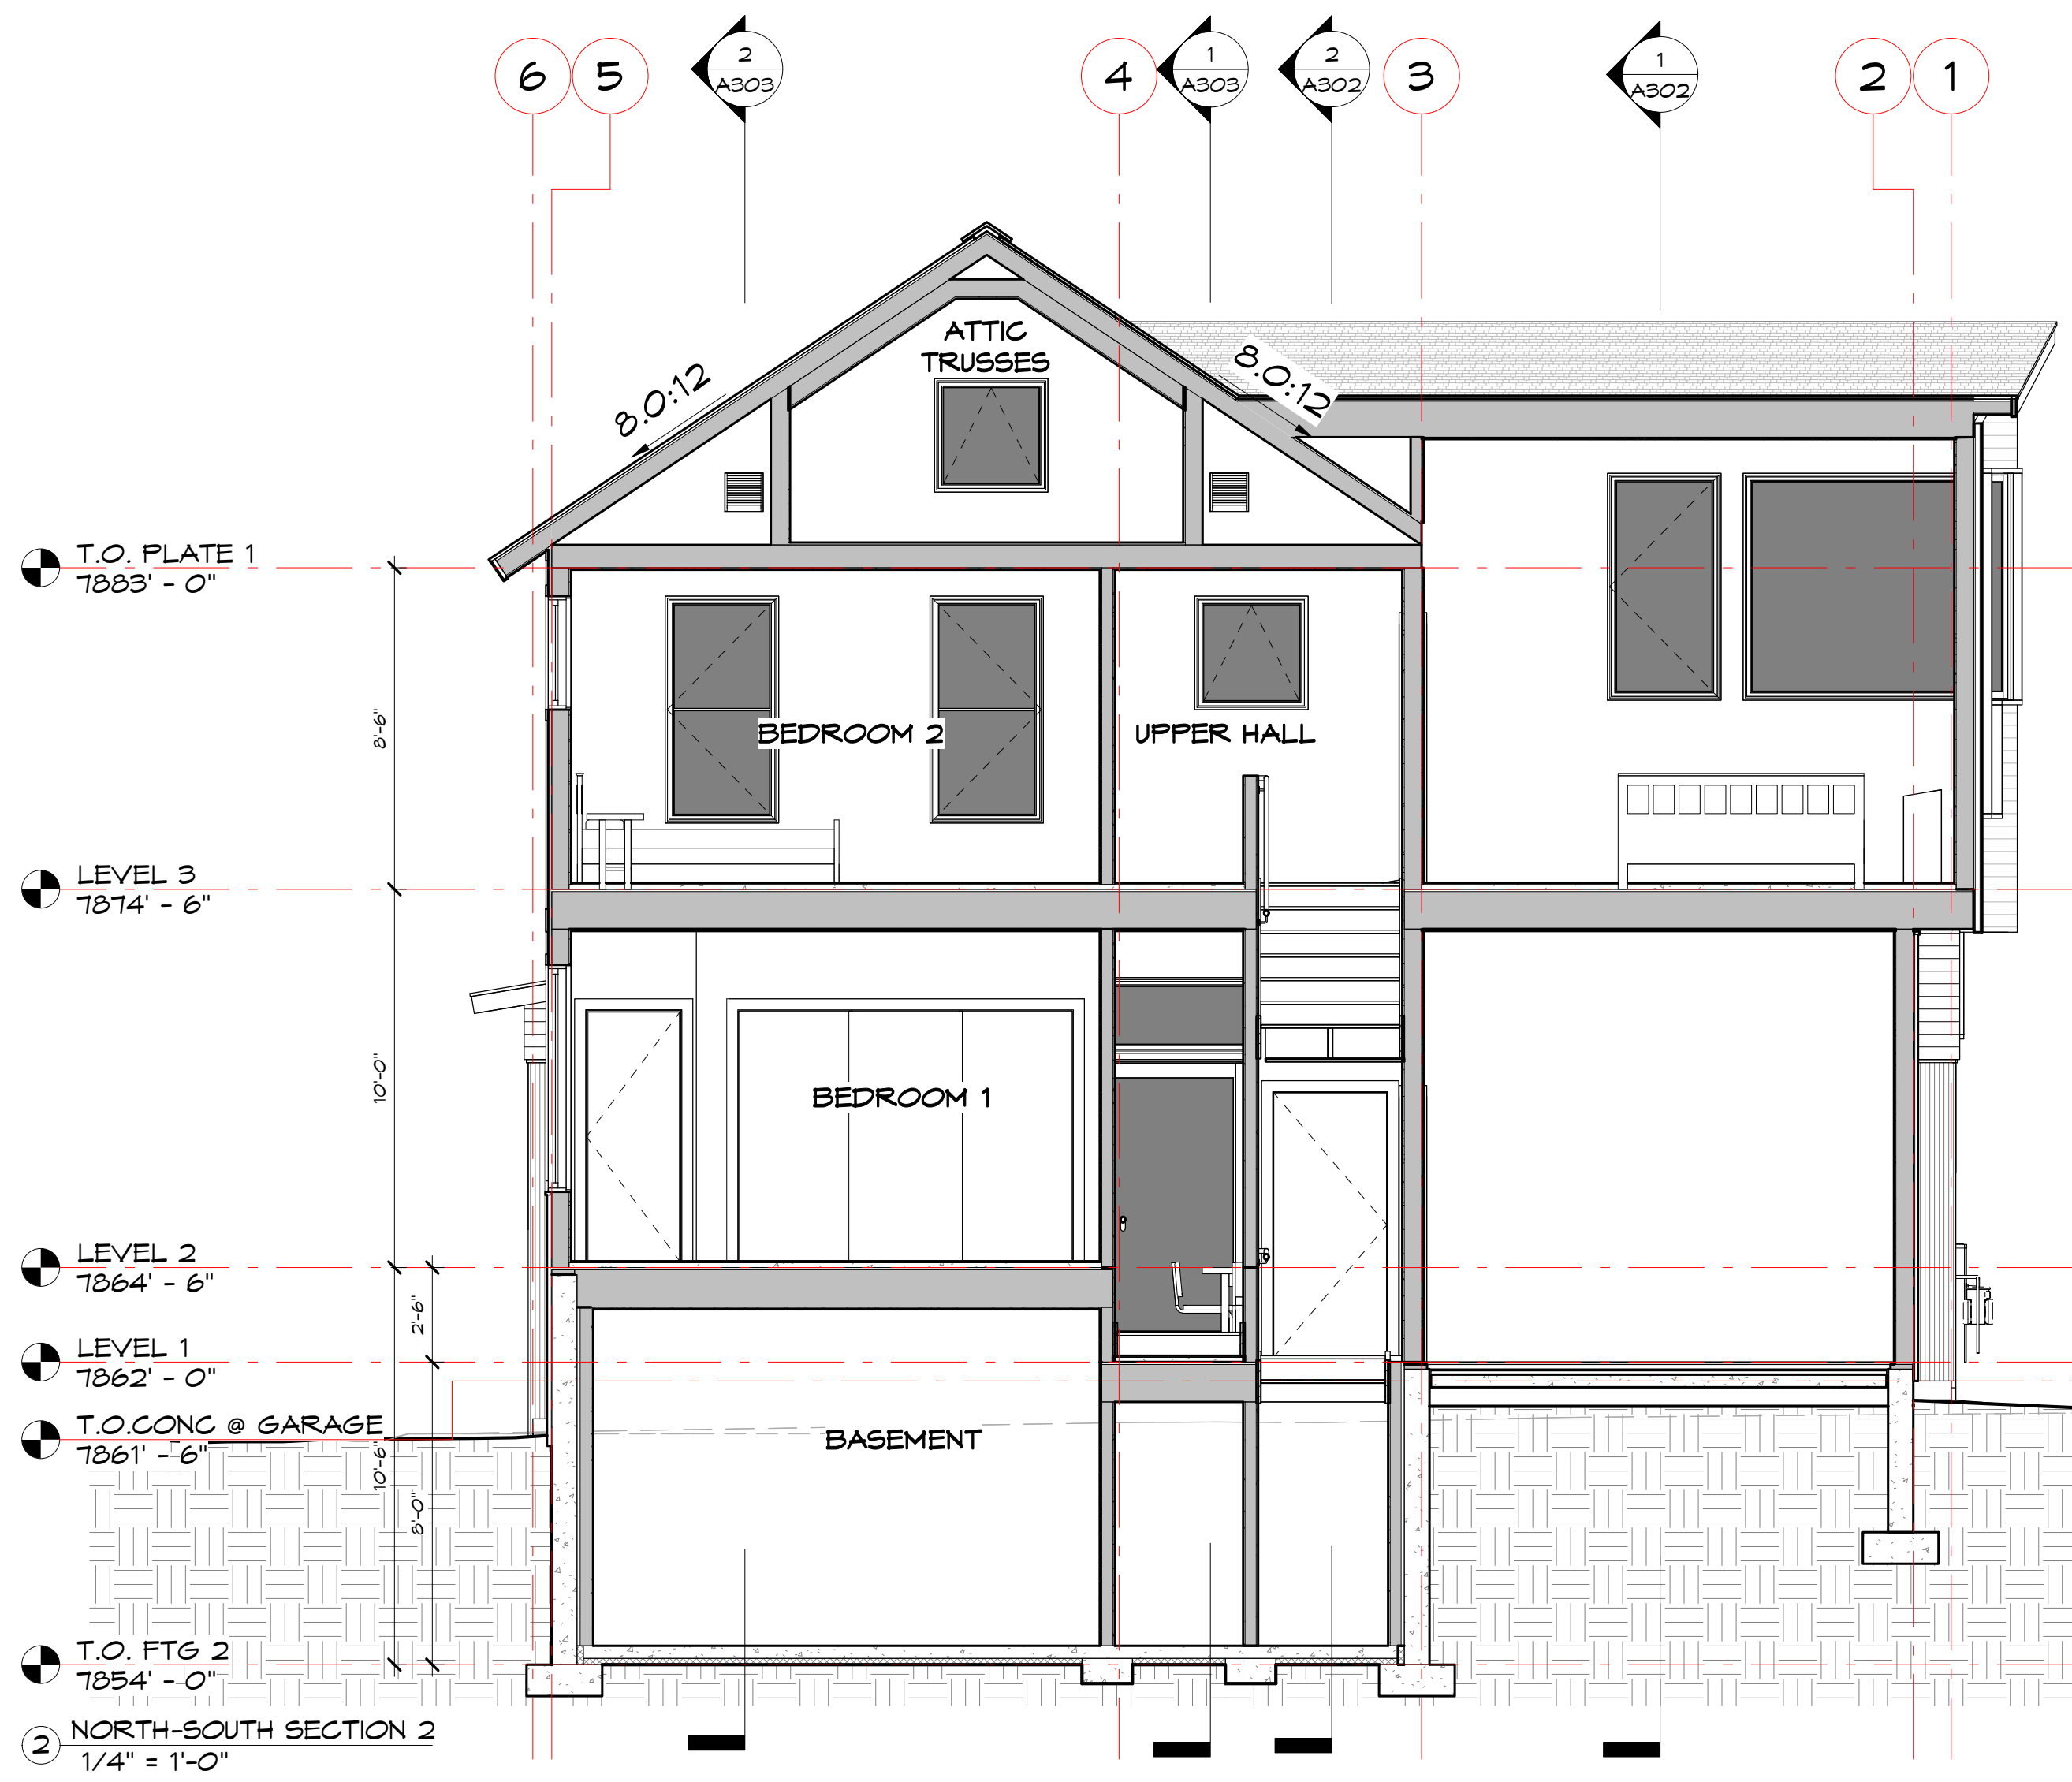 6
5
2
A303
4
1
A303
2
A302
3
1
A302
2
1
ATTIC
TRUSSES
8.0:12
8.0:12
T.O. PLATE 1
7883' - 0"
8'-6"
BEDROOM 2
UPPER HALL
LEVEL 3
7874' - 6"
10'-0"
BEDROOM 1
LEVEL 2
7864' - 6"
2'-6"
LEVEL 1
7862' - 0"
T.O.CONC @ GARAGE
7861' - 6"
10'-6"
8'-0"
BASEMENT
T.O. FTG 2
7854' - 0"
2
NORTH-SOUTH SECTION 2
1/4" = 1'-0"